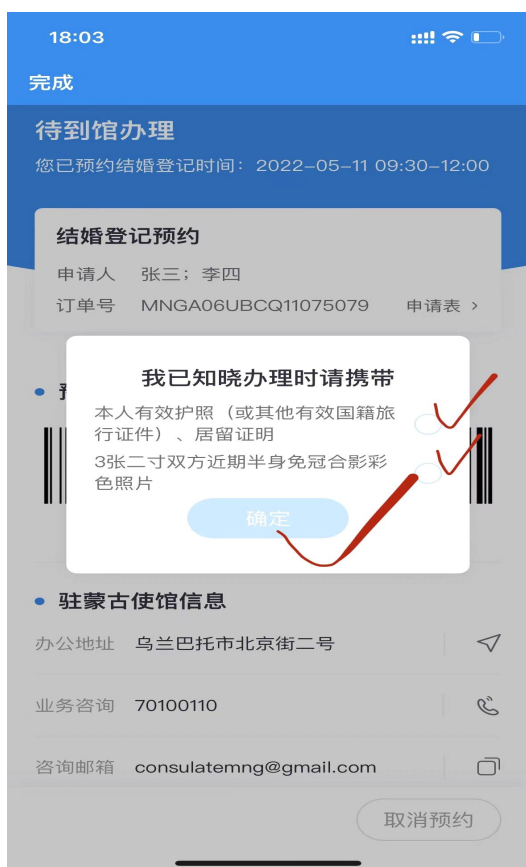 18:03
完成
待到馆办理
您已预约结婚登记时间：2022-05-11 09:30-12:00
结婚登记预约
申请人 张三；李四
订单号 MNGA06UBCQ11075079 申请表 >
我已知晓办理时请携带
本人有效护照（或其他有效国籍旅
行证件）、居留证明
3张二寸双方近期半身免冠合影彩
色照片
确定
驻蒙古使馆信息
办公地址 乌兰巴托市北京街二号
业务咨询 70100110
咨询邮箱 consulatemng@gmail.com
取消预约